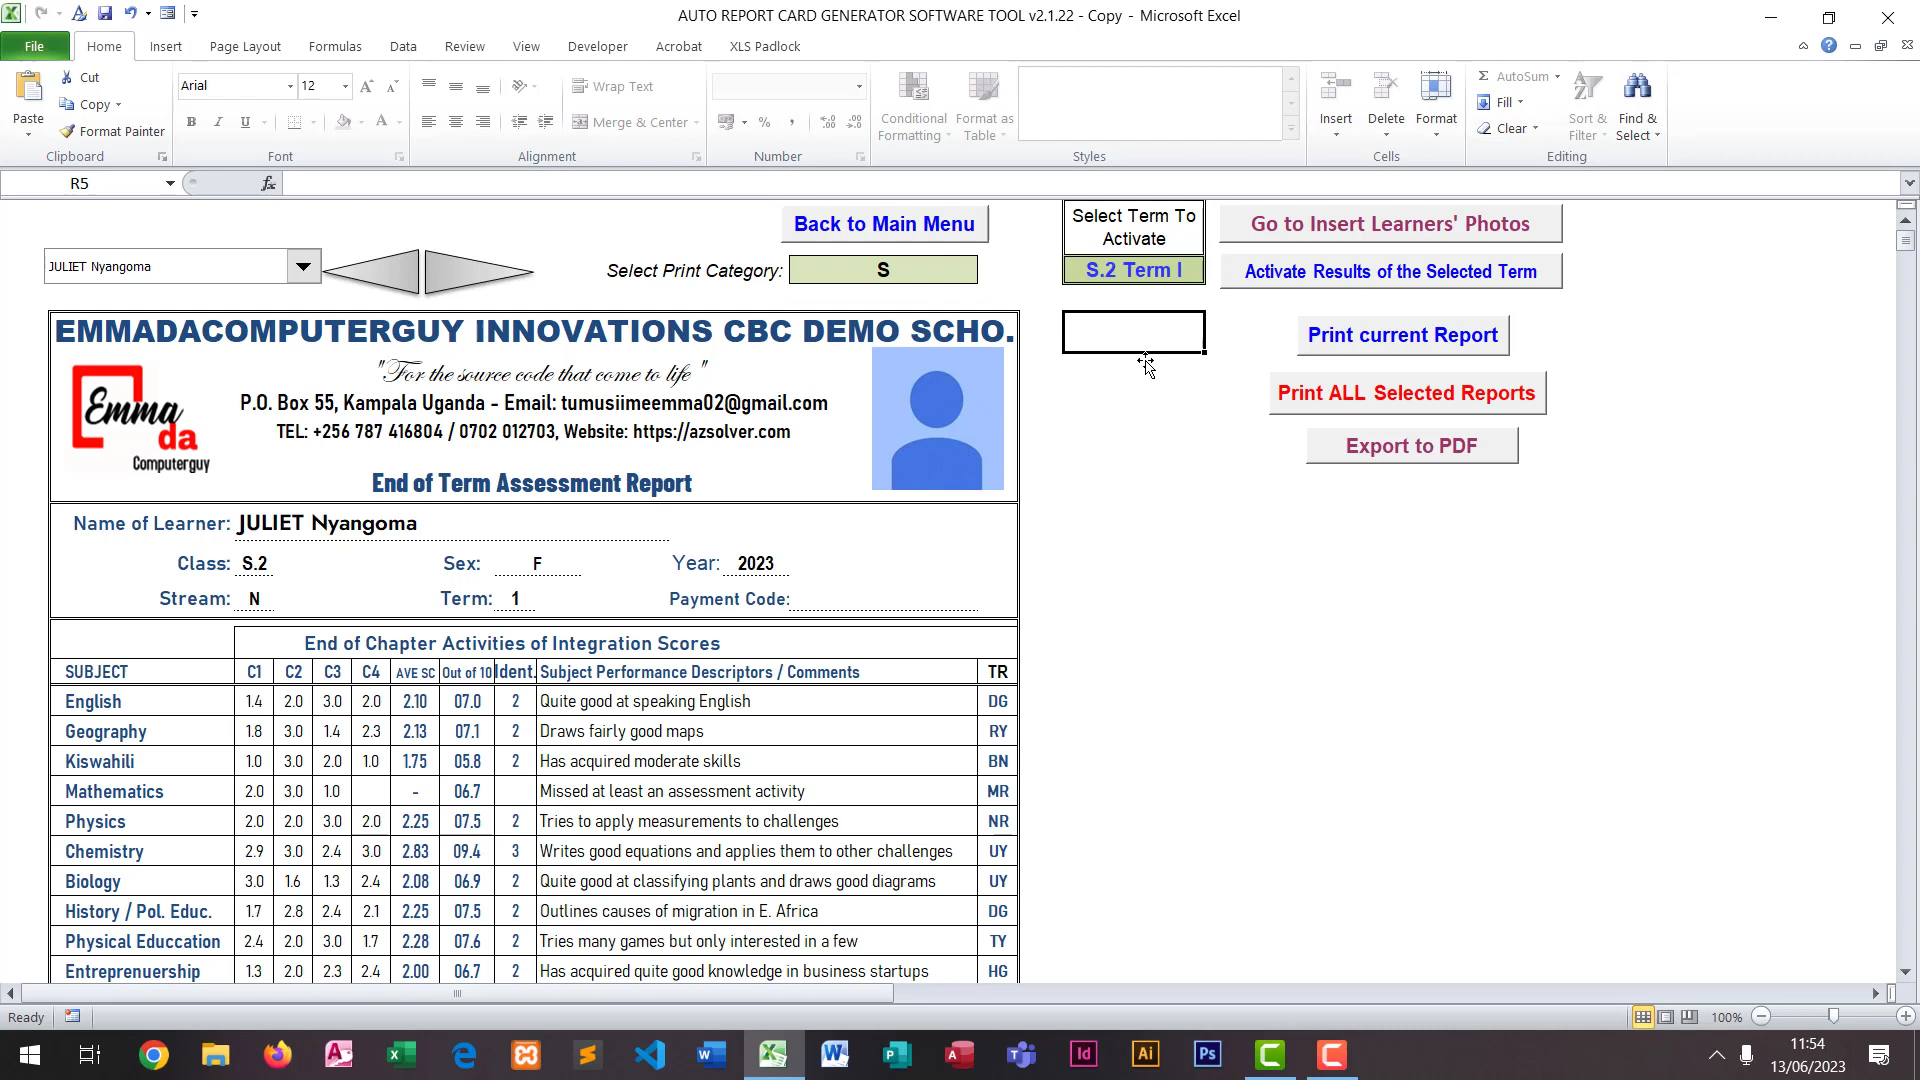 AUTO REPORT CARD GENERATOR SOFTWARE TOOL v2.1.22 - Copy - Microsoft Excel
File Home Insert Page Layout Formulas Data Review View Developer Acrobat XLS Padlock
Paste
Cut
Copy
Format Painter
Clipboard
Arial 12
B I U
Font
Wrap Text
Merge & Center
Alignment
Number
Conditional Formatting
Format as Table
Styles
Insert Delete Format
Cells
AutoSum
Fill
Clear
Sort & Filter
Find & Select
Editing
R5 fx
Back to Main Menu
Select Term To
Activate
Go to Insert Learners' Photos
JULIET Nyangoma
Select Print Category: S
S.2 Term I
Activate Results of the Selected Term
EMMADACOMPUTERGUY INNOVATIONS CBC DEMO SCHO.
Print current Report
Print ALL Selected Reports
Export to PDF
"For the source code that come to life"
Emma
da
Computerguy
P.O. Box 55, Kampala Uganda - Email: tumusiimeemma02@gmail.com
TEL: +256 787 416804 / 0702 012703, Website: https://azsolver.com
End of Term Assessment Report
Name of Learner: JULIET Nyangoma
Class: S.2 Sex: F Year: 2023
Stream: N Term: 1 Payment Code:
End of Chapter Activities of Integration Scores
SUBJECT C1 C2 C3 C4 AVE SC Out of 10 Ident. Subject Performance Descriptors / Comments TR
English 1.4 2.0 3.0 2.0 2.10 07.0 2 Quite good at speaking English DG
Geography 1.8 3.0 1.4 2.3 2.13 07.1 2 Draws fairly good maps RY
Kiswahili 1.0 3.0 2.0 1.0 1.75 05.8 2 Has acquired moderate skills BN
Mathematics 2.0 3.0 1.0 - 06.7 Missed at least an assessment activity MR
Physics 2.0 2.0 3.0 2.0 2.25 07.5 2 Tries to apply measurements to challenges NR
Chemistry 2.9 3.0 2.4 3.0 2.83 09.4 3 Writes good equations and applies them to other challenges UY
Biology 3.0 1.6 1.3 2.4 2.08 06.9 2 Quite good at classifying plants and draws good diagrams UY
History / Pol. Educ. 1.7 2.8 2.4 2.1 2.25 07.5 2 Outlines causes of migration in E. Africa DG
Physical Educcation 2.4 2.0 3.0 1.7 2.28 07.6 2 Tries many games but only interested in a few TY
Entreprenuership 1.3 2.0 2.3 2.4 2.00 06.7 2 Has acquired quite good knowledge in business startups HG
Ready 100%
11:54
13/06/2023